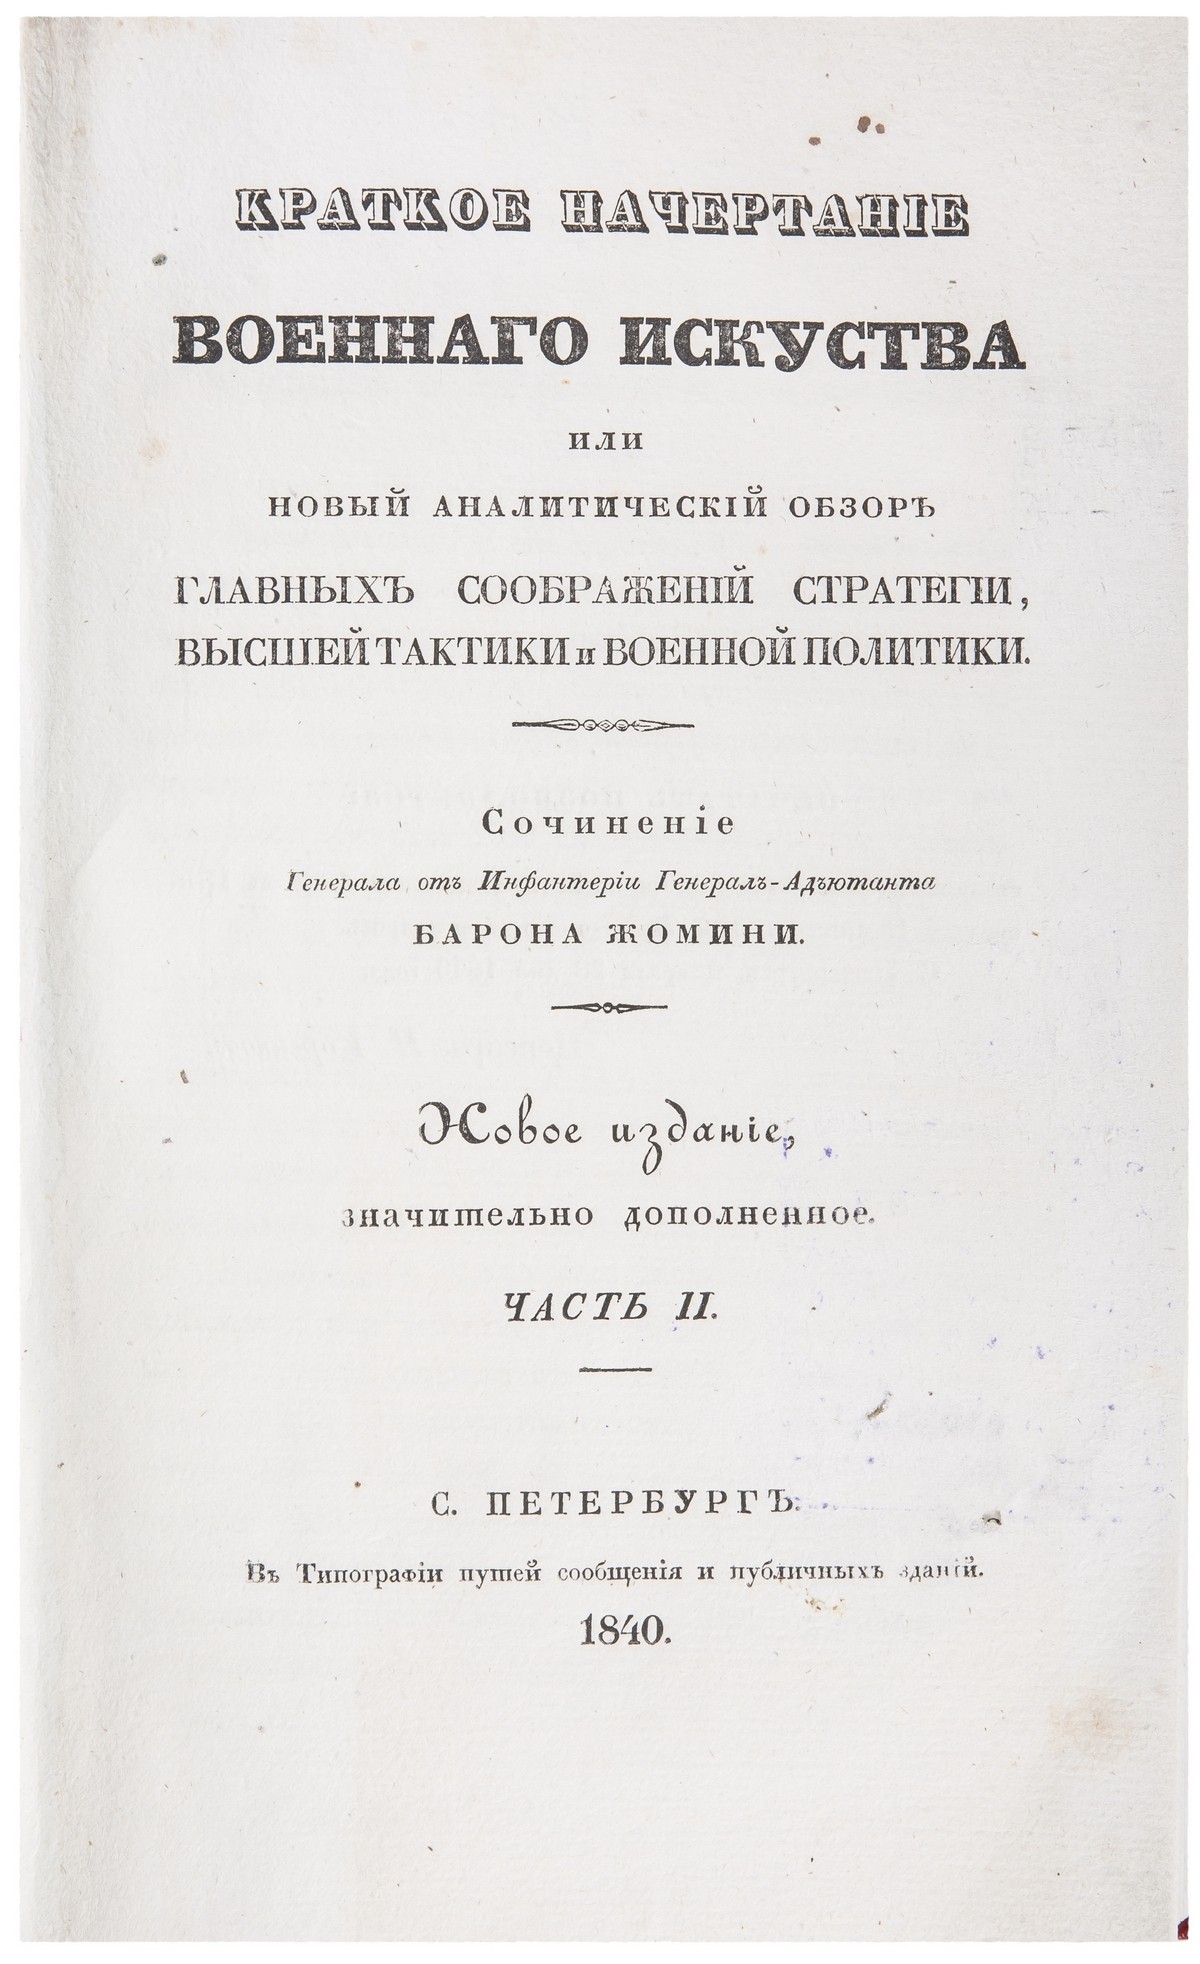 КРАТКОЕ НАЧЕРТАНІЕ
ВОЕННАГО ИСКУСТВА
ИЛИ
НОВЫЙ АНАЛИТИЧЕСКІЙ ОБЗОРЪ
ГЛАВНЫХЪ СООБРАЖЕНІЙ СТРАТЕГІИ,
ВЫСШЕЙ ТАКТИКИ и ВОЕННОЙ ПОЛИТИКИ.
Сочиненіе
Генерала отъ Инфантеріи Генералъ-Адъютанта
БАРОНА ЖОМИНИ.
Новое изданіе,
значительно дополненное.
ЧАСТЬ II.
С. ПЕТЕРБУРГЪ.
Въ Типографіи путей сообщенія и публичныхъ зданій.
1840.